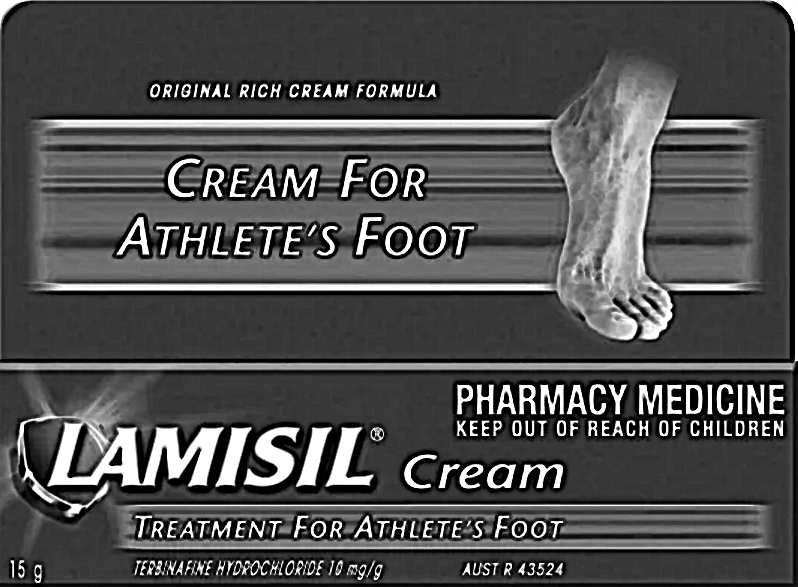 ORIGINAL RICH CREAM FORMULA
CREAM FOR
ATHLETE'S FOOT
PHARMACY MEDICINE
KEEP OUT OF REACH OF CHILDREN
LAMISIL® Cream
TREATMENT FOR ATHLETE'S FOOT
15 g TERBINAFINE HYDROCHLORIDE 10 mg/g AUST R 43524